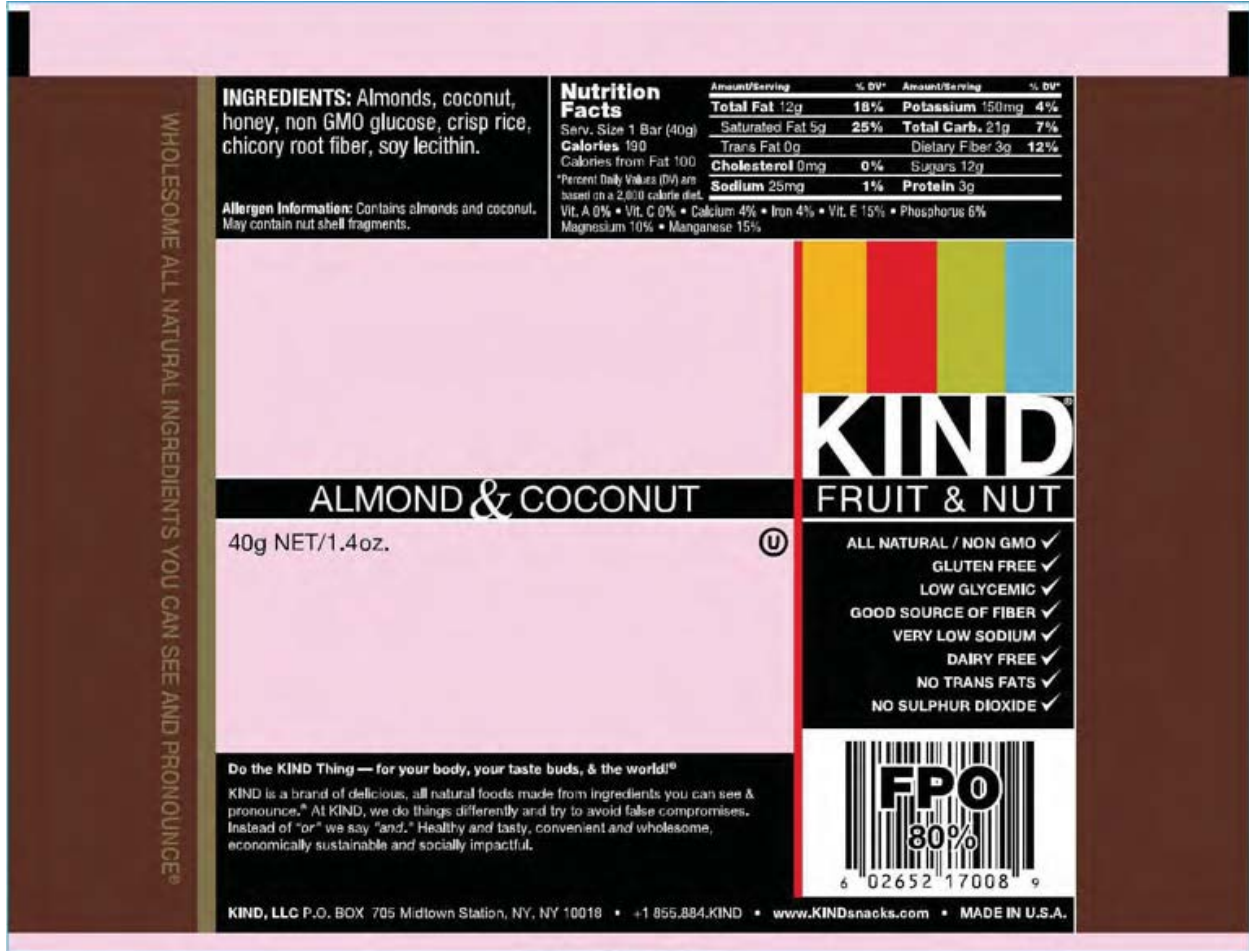 WHOLESOME ALL NATURAL INGREDIENTS YOU CAN SEE AND PRONOUNCE®
INGREDIENTS: Almonds, coconut,
honey, non GMO glucose, crisp rice,
chicory root fiber, soy lecithin.
Allergen Information: Contains almonds and coconut.
May contain nut shell fragments.
Nutrition
Facts
Serv. Size 1 Bar (40g)
Calories 190
Calories from Fat 100
*Percent Daily Values (DV) are
based on a 2,000 calorie diet.
Amount/Serving % DV* Amount/Serving % DV*
Total Fat 12g 18% Potassium 150mg 4%
Saturated Fat 5g 25% Total Carb. 21g 7%
Trans Fat 0g Dietary Fiber 3g 12%
Cholesterol 0mg 0% Sugars 12g
Sodium 25mg 1% Protein 3g
Vit. A 0% • Vit. C 0% • Calcium 4% • Iron 4% • Vit. E 15% • Phosphorus 6%
Magnesium 10% • Manganese 15%
KIND®
ALMOND & COCONUT
FRUIT & NUT
40g NET/1.4oz.
U
ALL NATURAL / NON GMO ✓
GLUTEN FREE ✓
LOW GLYCEMIC ✓
GOOD SOURCE OF FIBER ✓
VERY LOW SODIUM ✓
DAIRY FREE ✓
NO TRANS FATS ✓
NO SULPHUR DIOXIDE ✓
Do the KIND Thing — for your body, your taste buds, & the world!®
KIND is a brand of delicious, all natural foods made from ingredients you can see &
pronounce.® At KIND, we do things differently and try to avoid false compromises.
Instead of "or" we say "and." Healthy and tasty, convenient and wholesome,
economically sustainable and socially impactful.
FPO
80%
6 02652 17008 9
KIND, LLC P.O. BOX 705 Midtown Station, NY, NY 10018 • +1 855.884.KIND • www.KINDsnacks.com • MADE IN U.S.A.